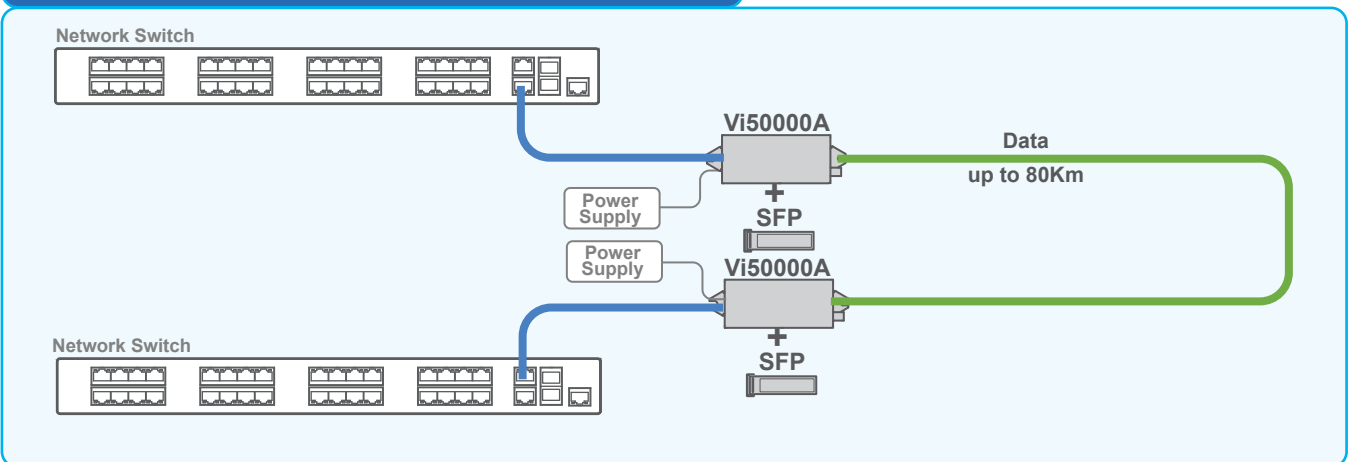 Network Switch
Vi50000A
Data
up to 80Km
Power
Supply
+
SFP
Power
Supply
Vi50000A
Network Switch
+
SFP